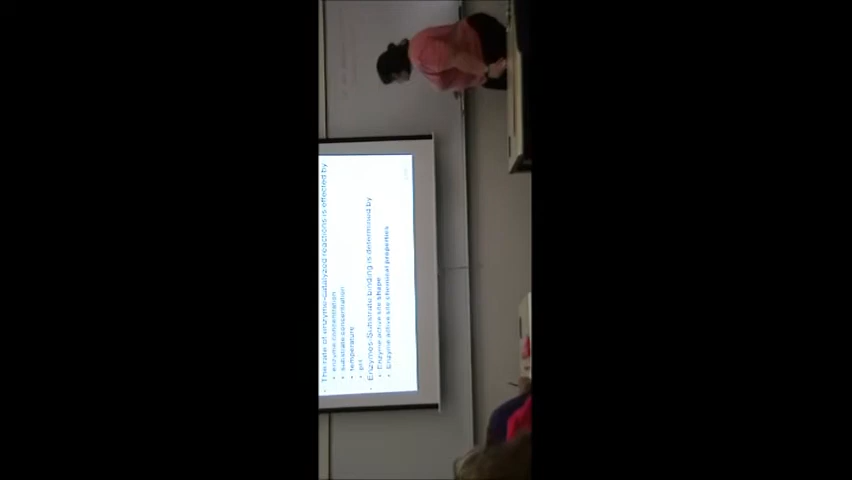 • The rate of enzyme-catalyzed reactions is effected by
• enzyme concentration
• substrate concentration
• temperature
• pH
• Enzymes-Substrate binding is determined by
• Enzyme active site shape
• Enzyme active site chemical properties